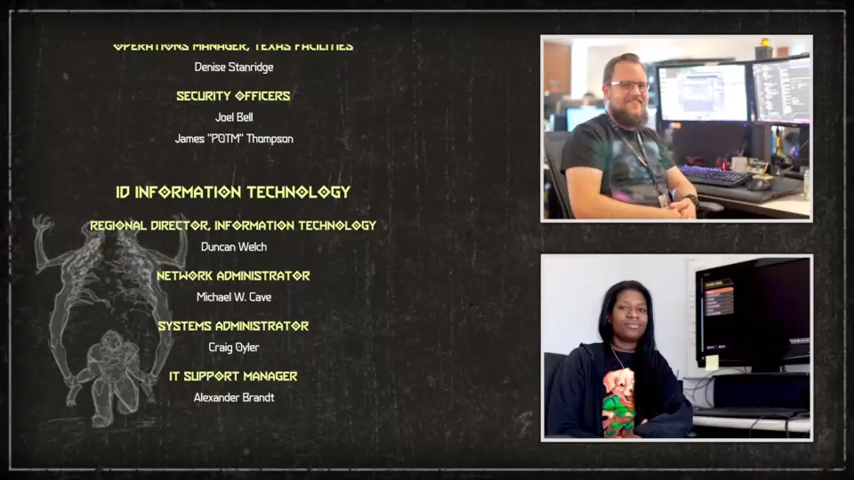 OPERATIONS MANAGER, TEXAS FACILITIES
Denise Stanridge
SECURITY OFFICERS
Joel Bell
James "POTM" Thompson
ID INFORMATION TECHNOLOGY
REGIONAL DIRECTOR, INFORMATION TECHNOLOGY
Duncan Welch
NETWORK ADMINISTRATOR
Michael W. Cave
SYSTEMS ADMINISTRATOR
Craig Oyler
IT SUPPORT MANAGER
Alexander Brandt